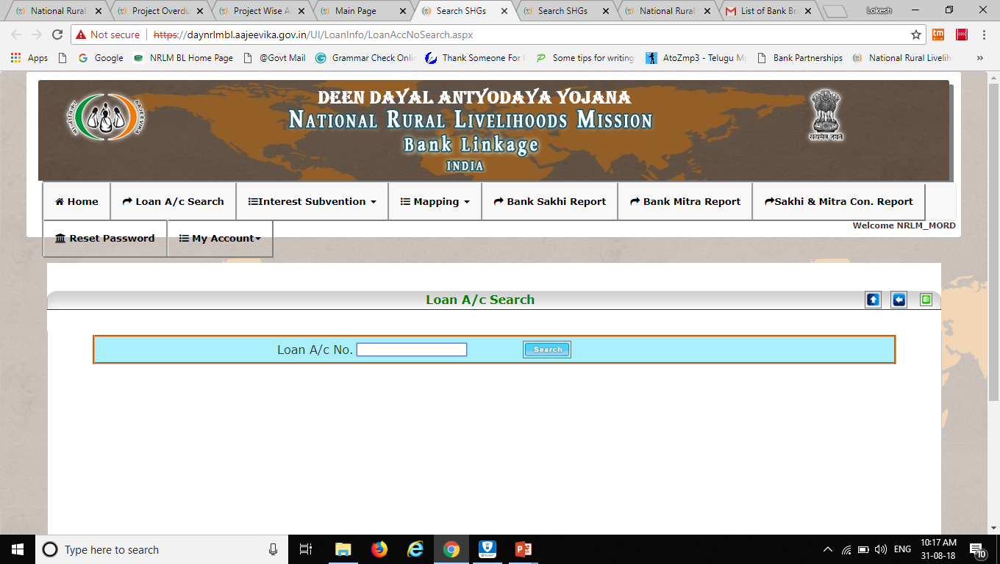 National Rural
Project Overdu
Project Wise A
Main Page
Search SHGs
Search SHGs
National Rural
List of Bank Br
Lokesh
Not secure
https://daynrlmbl.aajeevika.gov.in/UI/LoanInfo/LoanAccNoSearch.aspx
Apps
Google
NRLM BL Home Page
@Govt Mail
Grammar Check Onli
Thank Someone For
Some tips for writing
AtoZmp3 - Telugu M
Bank Partnerships
National Rural Livelih
»
DEEN DAYAL ANTYODAYA YOJANA
NATIONAL RURAL LIVELIHOODS MISSION
Bank Linkage
INDIA
AAJEEVIKA
सत्यमेव जयते
Home
Loan A/c Search
Interest Subvention
Mapping
Bank Sakhi Report
Bank Mitra Report
Sakhi & Mitra Con. Report
Welcome NRLM_MORD
Reset Password
My Account
Loan A/c Search
Loan A/c No.
Search
Type here to search
ENG
10:17 AM
31-08-18
10